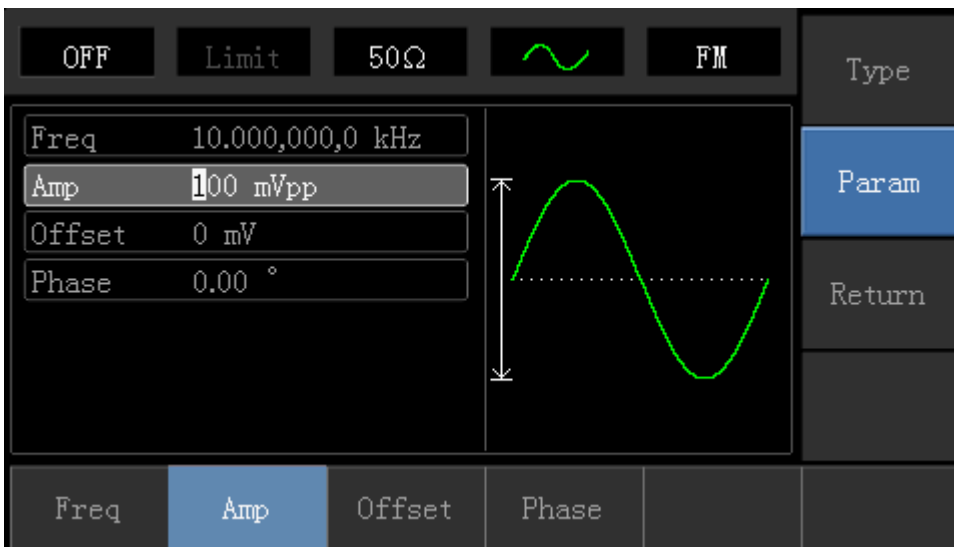 OFF Limit 50Ω FM
Type
Freq 10.000,000,0 kHz
Amp 100 mVpp
Param
Offset 0 mV
Phase 0.00 °
Return
Freq Amp Offset Phase